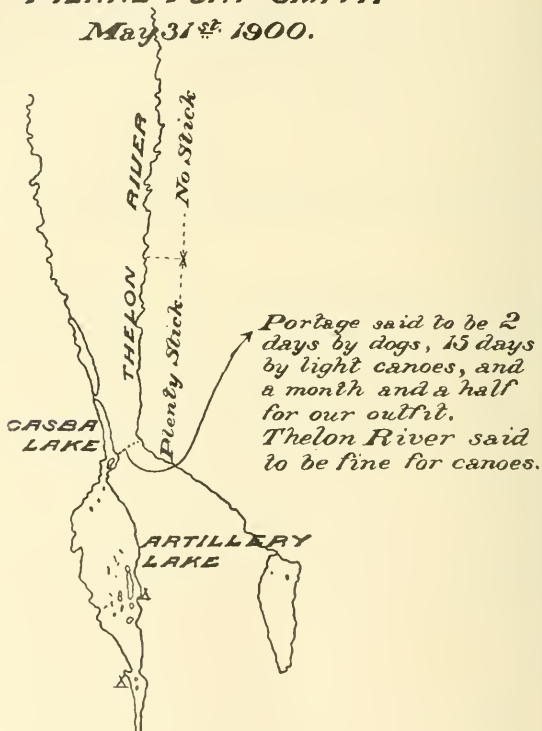 May 31st. 1900.
THELON RIVER
No Stick
Plenty Stick
Portage said to be 2
days by dogs, 15 days
by light canoes, and
a month and a half
for our outfit.
Thelon River said
to be fine for canoes.
CASBA
LAKE
ARTILLERY
LAKE